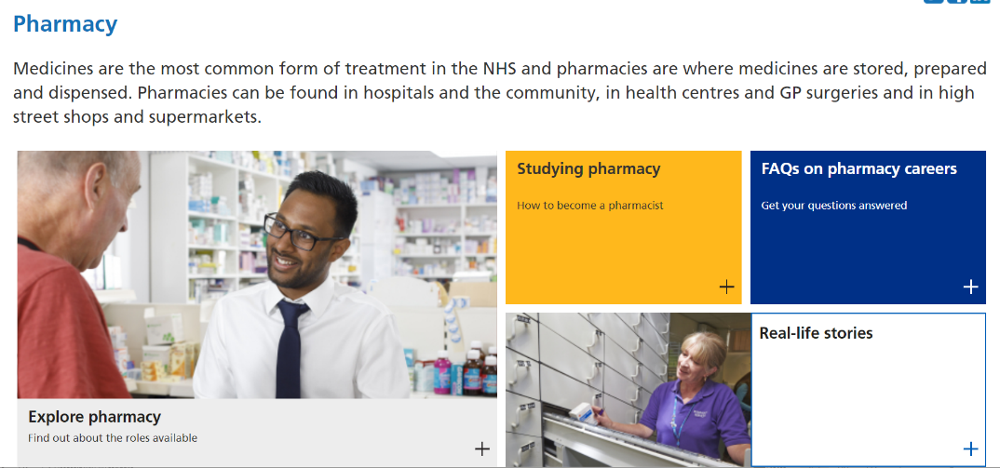 Pharmacy
Medicines are the most common form of treatment in the NHS and pharmacies are where medicines are stored, prepared
and dispensed. Pharmacies can be found in hospitals and the community, in health centres and GP surgeries and in high
street shops and supermarkets.
Studying pharmacy
How to become a pharmacist
FAQs on pharmacy careers
Get your questions answered
Explore pharmacy
Find out about the roles available
Real-life stories